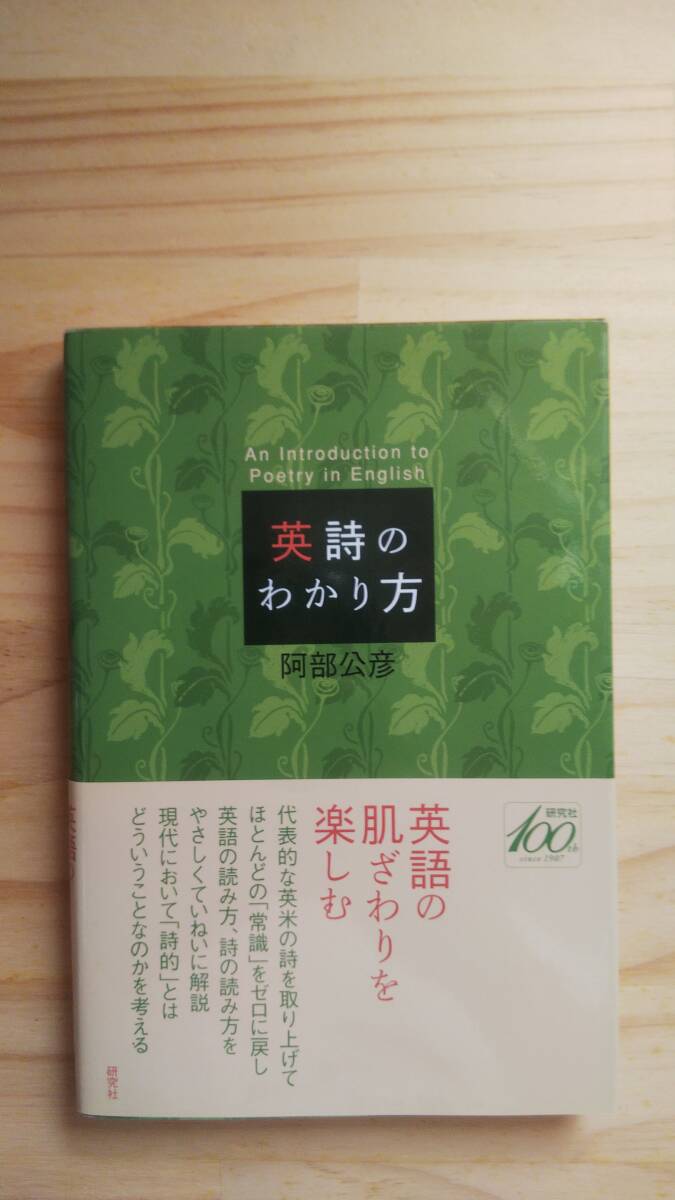 An Introduction to
Poetry in English
英詩の
わかり方
阿部公彦
研究社
100th
since 1907
英語の
肌ざわりを
楽しむ
代表的な英米の詩を取り上げて
ほとんどの「常識」をゼロに戻し
英語の読み方、詩の読み方を
やさしくていねいに解説
現代において「詩的」とは
どういうことなのかを考える
研究社